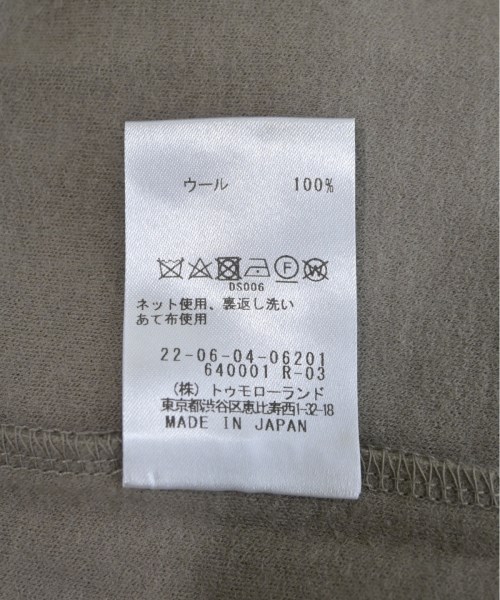 ウール 100%
F W
DS006
ネット使用、裏返し洗い
あて布使用
22-06-04-06201
640001 R-03
(株) トゥモローランド
東京都渋谷区恵比寿西1-32-18
MADE IN JAPAN